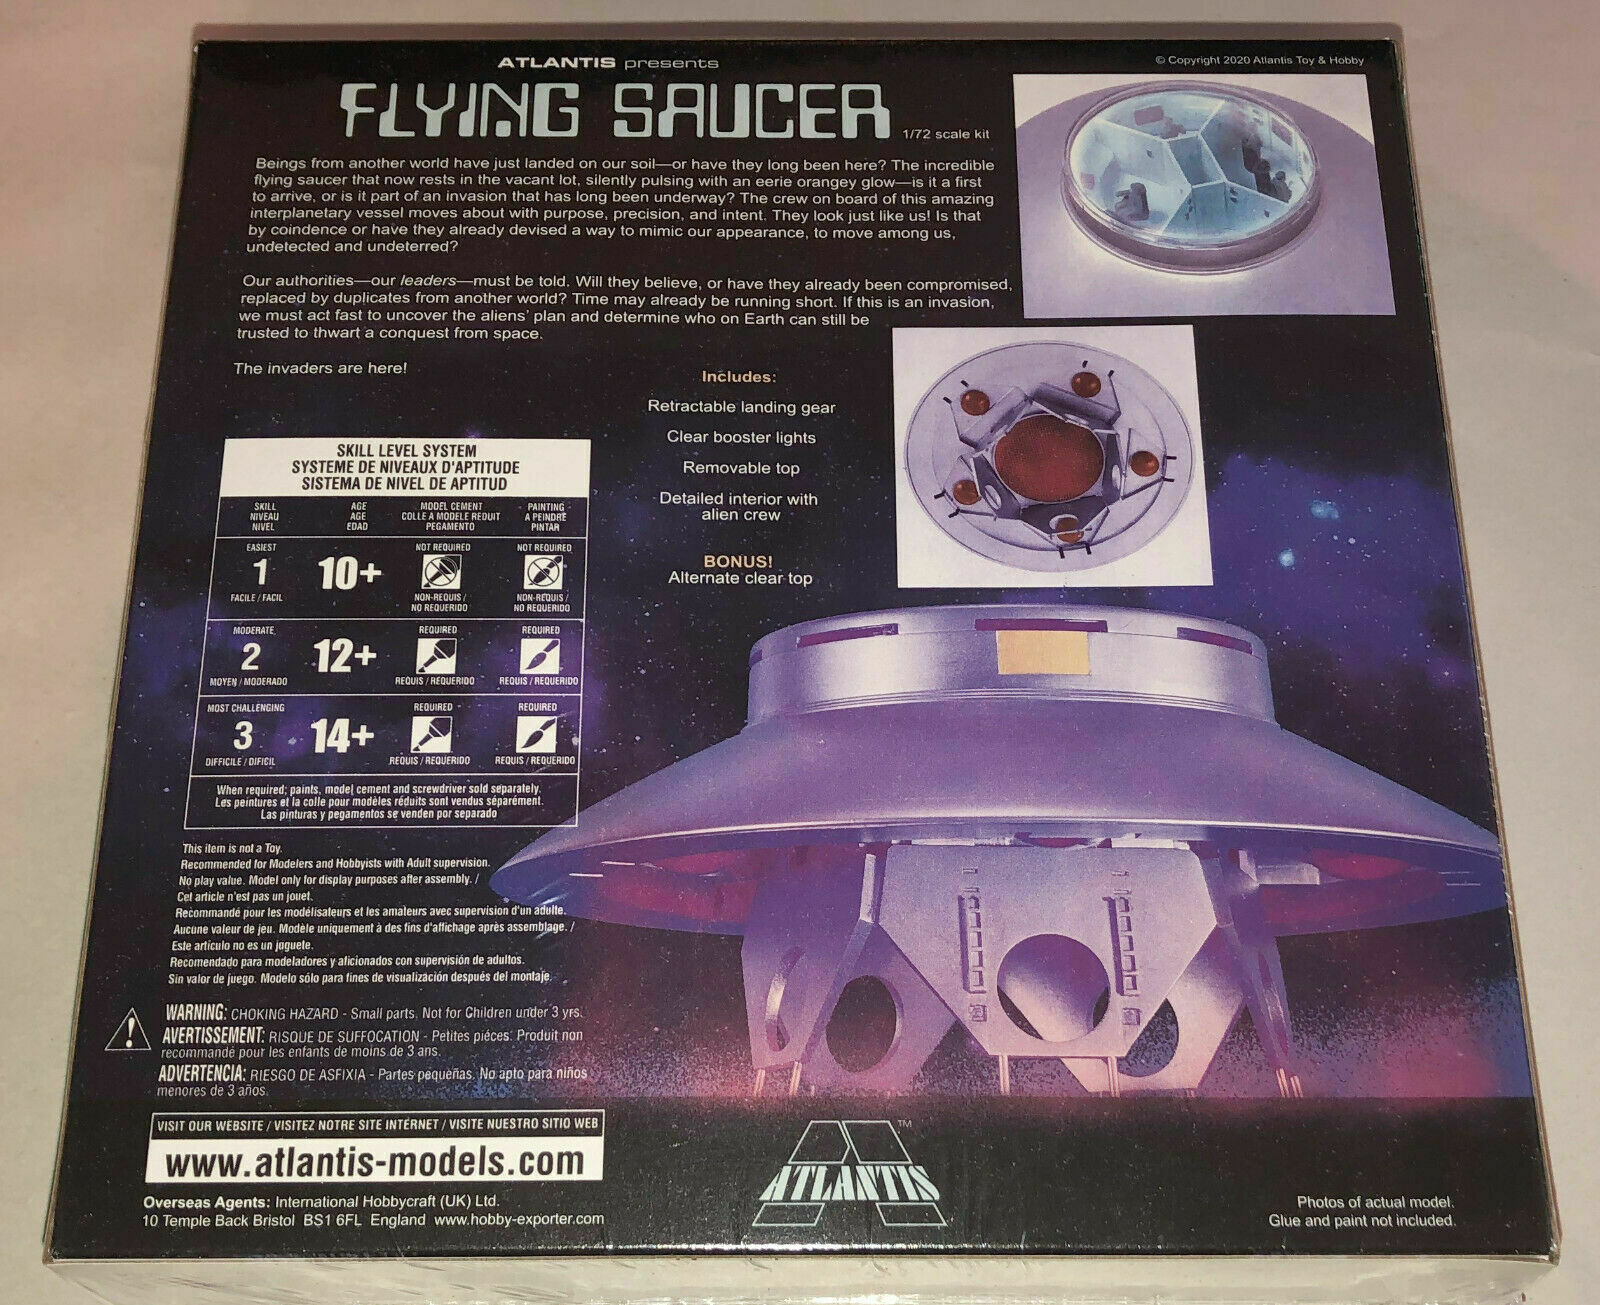 ATLANTIS presents
© Copyright 2020 Atlantis Toy & Hobby
FLYING SAUCER
1/72 scale kit
Beings from another world have just landed on our soil—or have they long been here? The incredible
flying saucer that now rests in the vacant lot, silently pulsing with an eerie orangey glow—is it a first
to arrive, or is it part of an invasion that has long been underway? The crew on board of this amazing
interplanetary vessel moves about with purpose, precision, and intent. They look just like us! Is that
by coindence or have they already devised a way to mimic our appearance, to move among us,
undetected and undeterred?
Our authorities—our leaders—must be told. Will they believe, or have they already been compromised,
replaced by duplicates from another world? Time may already be running short. If this is an invasion,
we must act fast to uncover the aliens' plan and determine who on Earth can still be
trusted to thwart a conquest from space.
The invaders are here!
Includes:
Retractable landing gear
Clear booster lights
Removable top
Detailed interior with
alien crew
BONUS!
Alternate clear top
SKILL LEVEL SYSTEM
SYSTEME DE NIVEAUX D'APTITUDE
SISTEMA DE NIVEL DE APTITUD
SKILL AGE MODEL CEMENT PAINTING
NIVEAU AGE COLLE A MODELE REDUIT A PEINDRE
NIVEL EDAD PEGAMENTO PINTAR
EASIEST NOT REQUIRED NOT REQUIRED
1 10+
FACILE / FACIL NON-REQUIS / NON-REQUIS /
NO REQUERIDO NO REQUERIDO
MODERATE REQUIRED REQUIRED
2 12+
MOYEN / MODERADO REQUIS / REQUERIDO REQUIS / REQUERIDO
MOST CHALLENGING REQUIRED REQUIRED
3 14+
DIFFICILE / DIFICIL REQUIS / REQUERIDO REQUIS / REQUERIDO
When required; paints, model cement and screwdriver sold separately.
Les peintures et la colle pour modèles réduits sont vendus séparément.
Las pinturas y pegamentos se venden por separado
This item is not a Toy.
Recommended for Modelers and Hobbyists with Adult supervision.
No play value. Model only for display purposes after assembly. /
Cet article n'est pas un jouet.
Recommandé pour les modélisateurs et les amateurs avec supervision d'un adulte.
Aucune valeur de jeu. Modèle uniquement à des fins d'affichage après assemblage. /
Este artículo no es un juguete.
Recomendado para modeladores y aficionados con supervisión de adultos.
Sin valor de juego. Modelo sólo para fines de visualización después del montaje.
WARNING: CHOKING HAZARD - Small parts. Not for Children under 3 yrs.
AVERTISSEMENT: RISQUE DE SUFFOCATION - Petites piéces. Produit non
recommandé pour les enfants de moins de 3 ans.
ADVERTENCIA: RIESGO DE ASFIXIA - Partes pequeñas. No apto para niños
menores de 3 años.
VISIT OUR WEBSITE / VISITEZ NOTRE SITE INTERNET / VISITE NUESTRO SITIO WEB
www.atlantis-models.com
Overseas Agents: International Hobbycraft (UK) Ltd.
10 Temple Back Bristol BS1 6FL England www.hobby-exporter.com
ATLANTIS
TM
Photos of actual model.
Glue and paint not included.